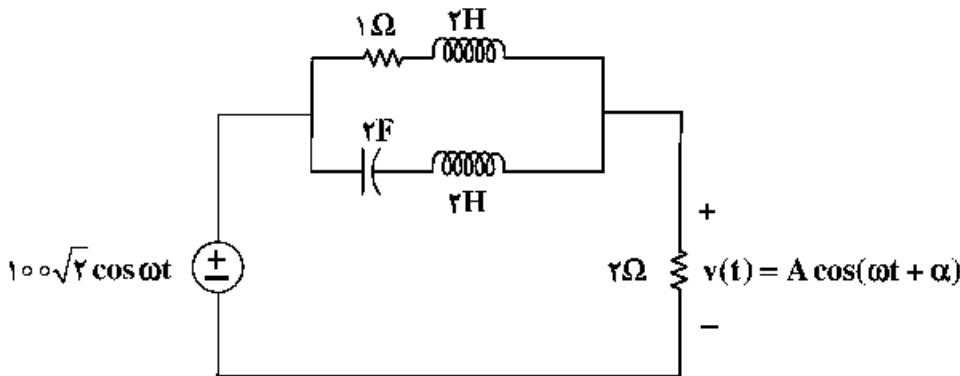 ۱Ω ۲H
۲F
۲H
+
۱۰۰√۲ cos ωt
+
−
۲Ω v(t) = A cos(ωt + α)
−